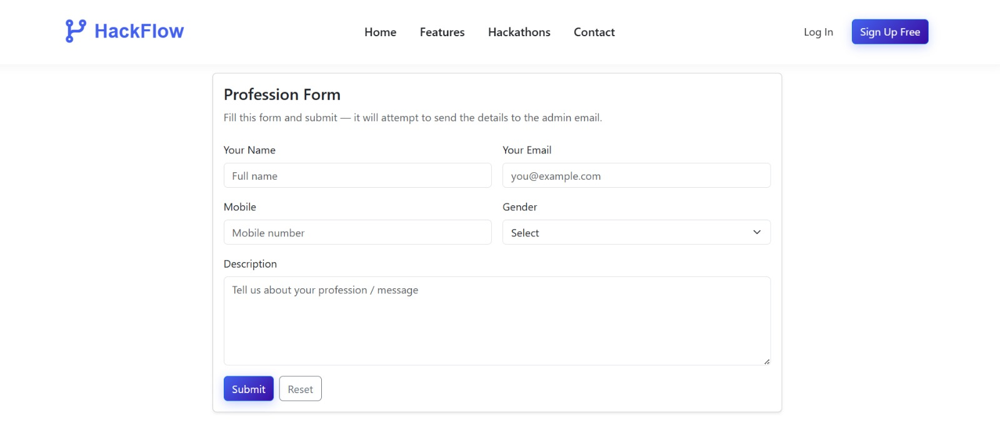 HackFlow
Home Features Hackathons Contact
Log In Sign Up Free
Profession Form
Fill this form and submit — it will attempt to send the details to the admin email.
Your Name Your Email
Full name you@example.com
Mobile Gender
Mobile number Select
Description
Tell us about your profession / message
Submit Reset